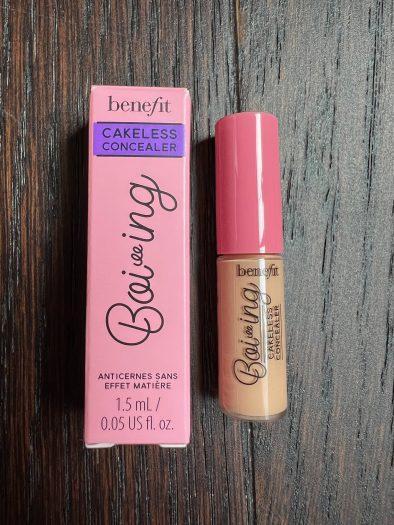 benefit
CAKELESS
CONCEALER
Boi-ing
ANTICERNES SANS
EFFET MATIÈRE
1.5 mL /
0.05 US fl. oz.
benefit
Boi-ing
CAKELESS
CONCEALER